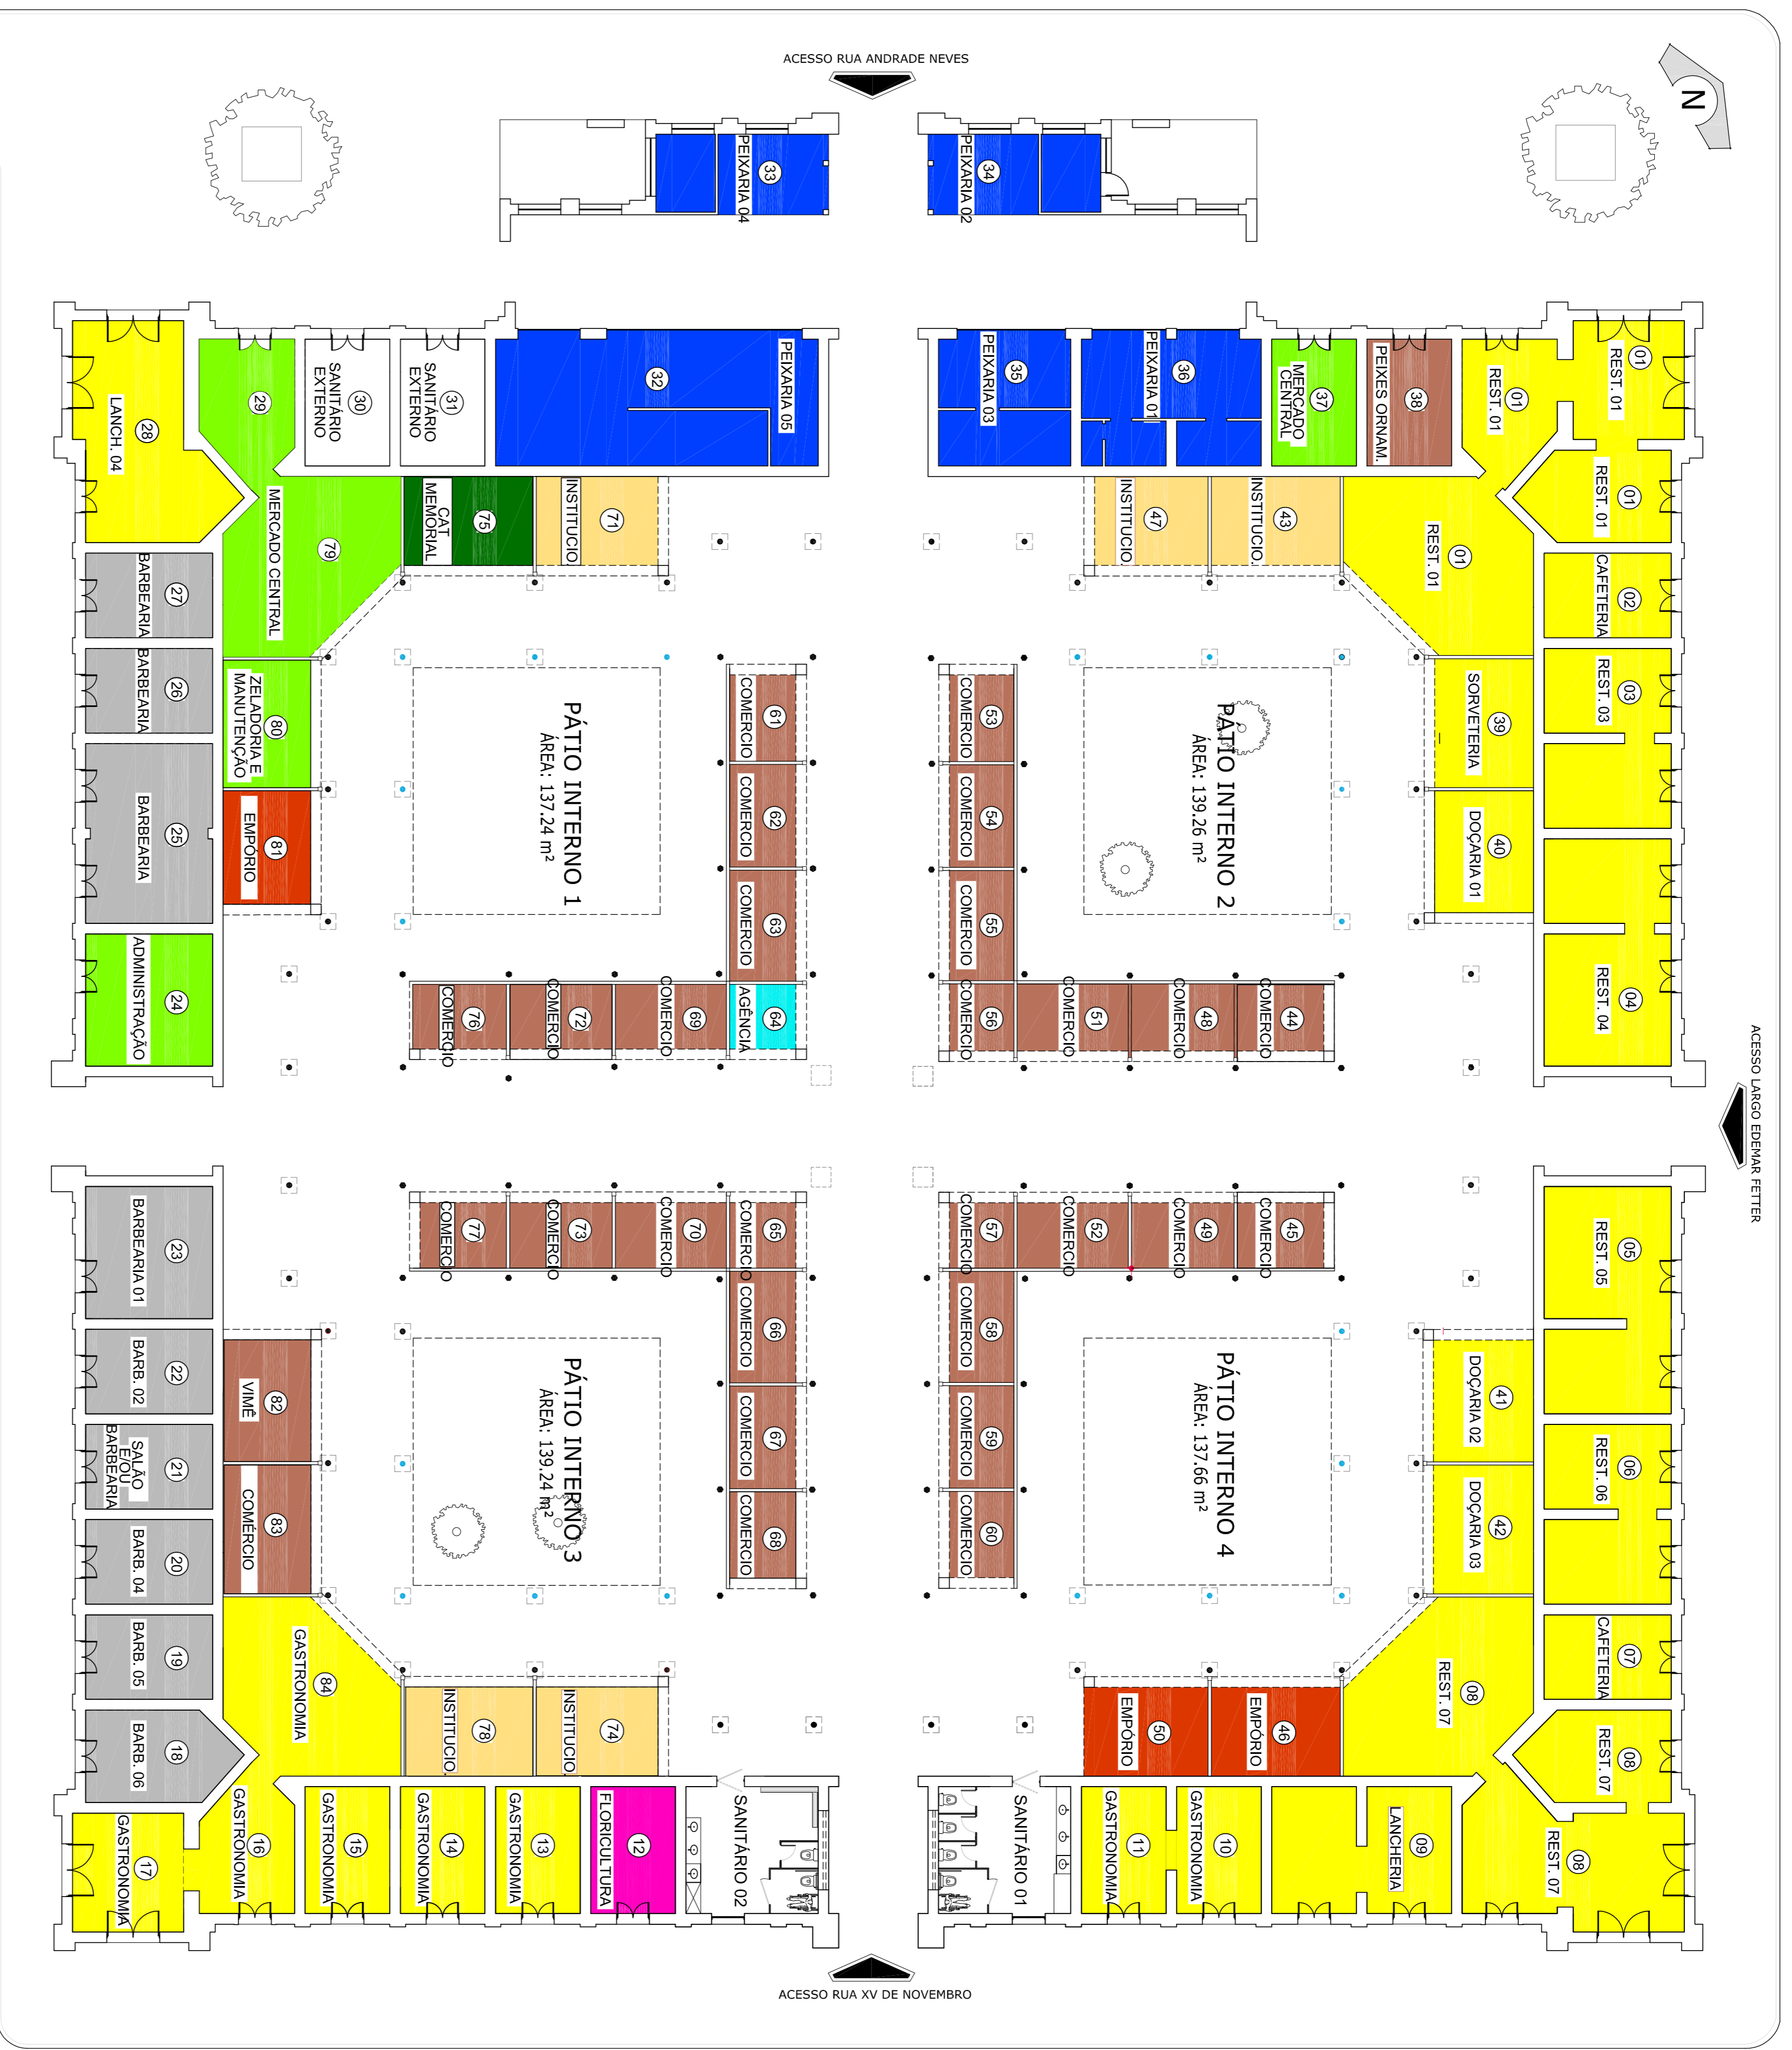 ACESSO RUA ANDRADE NEVES
N
33
PEIXARIA 04
34
PEIXARIA 02
28
LANCH. 04
29
30
SANITÁRIO
EXTERNO
31
SANITÁRIO
EXTERNO
32
PEIXARIA 05
35
PEIXARIA 03
36
PEIXARIA 01
37
MERCADO
CENTRAL
38
PEIXES ORNAM.
01
REST. 01
01
REST. 01
01
REST. 01
01
REST. 01
79
MERCADO CENTRAL
75
CAT
MEMORIAL
71
INSTITUCIO.
47
INSTITUCIO.
43
INSTITUCIO.
02
CAFETERIA
03
REST. 03
04
REST. 04
27
BARBEARIA
26
BARBEARIA
25
BARBEARIA
24
ADMINISTRAÇÃO
80
ZELADORIA E
MANUTENÇÃO
81
EMPÓRIO
PÁTIO INTERNO 1
ÁREA: 137.24 m²
61
COMERCIO
62
COMERCIO
63
COMERCIO
64
AGÊNCIA
69
COMERCIO
72
COMERCIO
76
COMERCIO
53
COMERCIO
54
COMERCIO
55
COMERCIO
56
COMERCIO
51
COMERCIO
48
COMERCIO
44
COMERCIO
PÁTIO INTERNO 2
ÁREA: 139.26 m²
39
SORVETERIA
40
DOÇARIA 01
ACESSO LARGO EDEMAR FETTER
23
BARBEARIA 01
22
BARB. 02
21
SALÃO
E/OU
BARBEARIA
20
BARB. 04
19
BARB. 05
18
BARB. 06
82
VIMÊ
83
COMÉRCIO
84
GASTRONOMIA
77
COMERCIO
73
COMERCIO
70
COMERCIO
65
COMERCIO
66
COMERCIO
67
COMERCIO
68
COMERCIO
PÁTIO INTERNO 3
ÁREA: 139.24 m²
57
COMERCIO
52
COMERCIO
49
COMERCIO
45
COMERCIO
58
COMERCIO
59
COMERCIO
60
COMERCIO
PÁTIO INTERNO 4
ÁREA: 137.66 m²
41
DOÇARIA 02
42
DOÇARIA 03
05
REST. 05
06
REST. 06
07
CAFETERIA
08
REST. 07
08
REST. 07
08
REST. 07
78
INSTITUCIO.
74
INSTITUCIO.
50
EMPÓRIO
46
EMPÓRIO
17
GASTRONOMIA
16
GASTRONOMIA
15
GASTRONOMIA
14
GASTRONOMIA
13
GASTRONOMIA
12
FLORICULTURA
SANITÁRIO 02
SANITÁRIO 01
11
GASTRONOMIA
10
GASTRONOMIA
09
LANCHERIA
ACESSO RUA XV DE NOVEMBRO